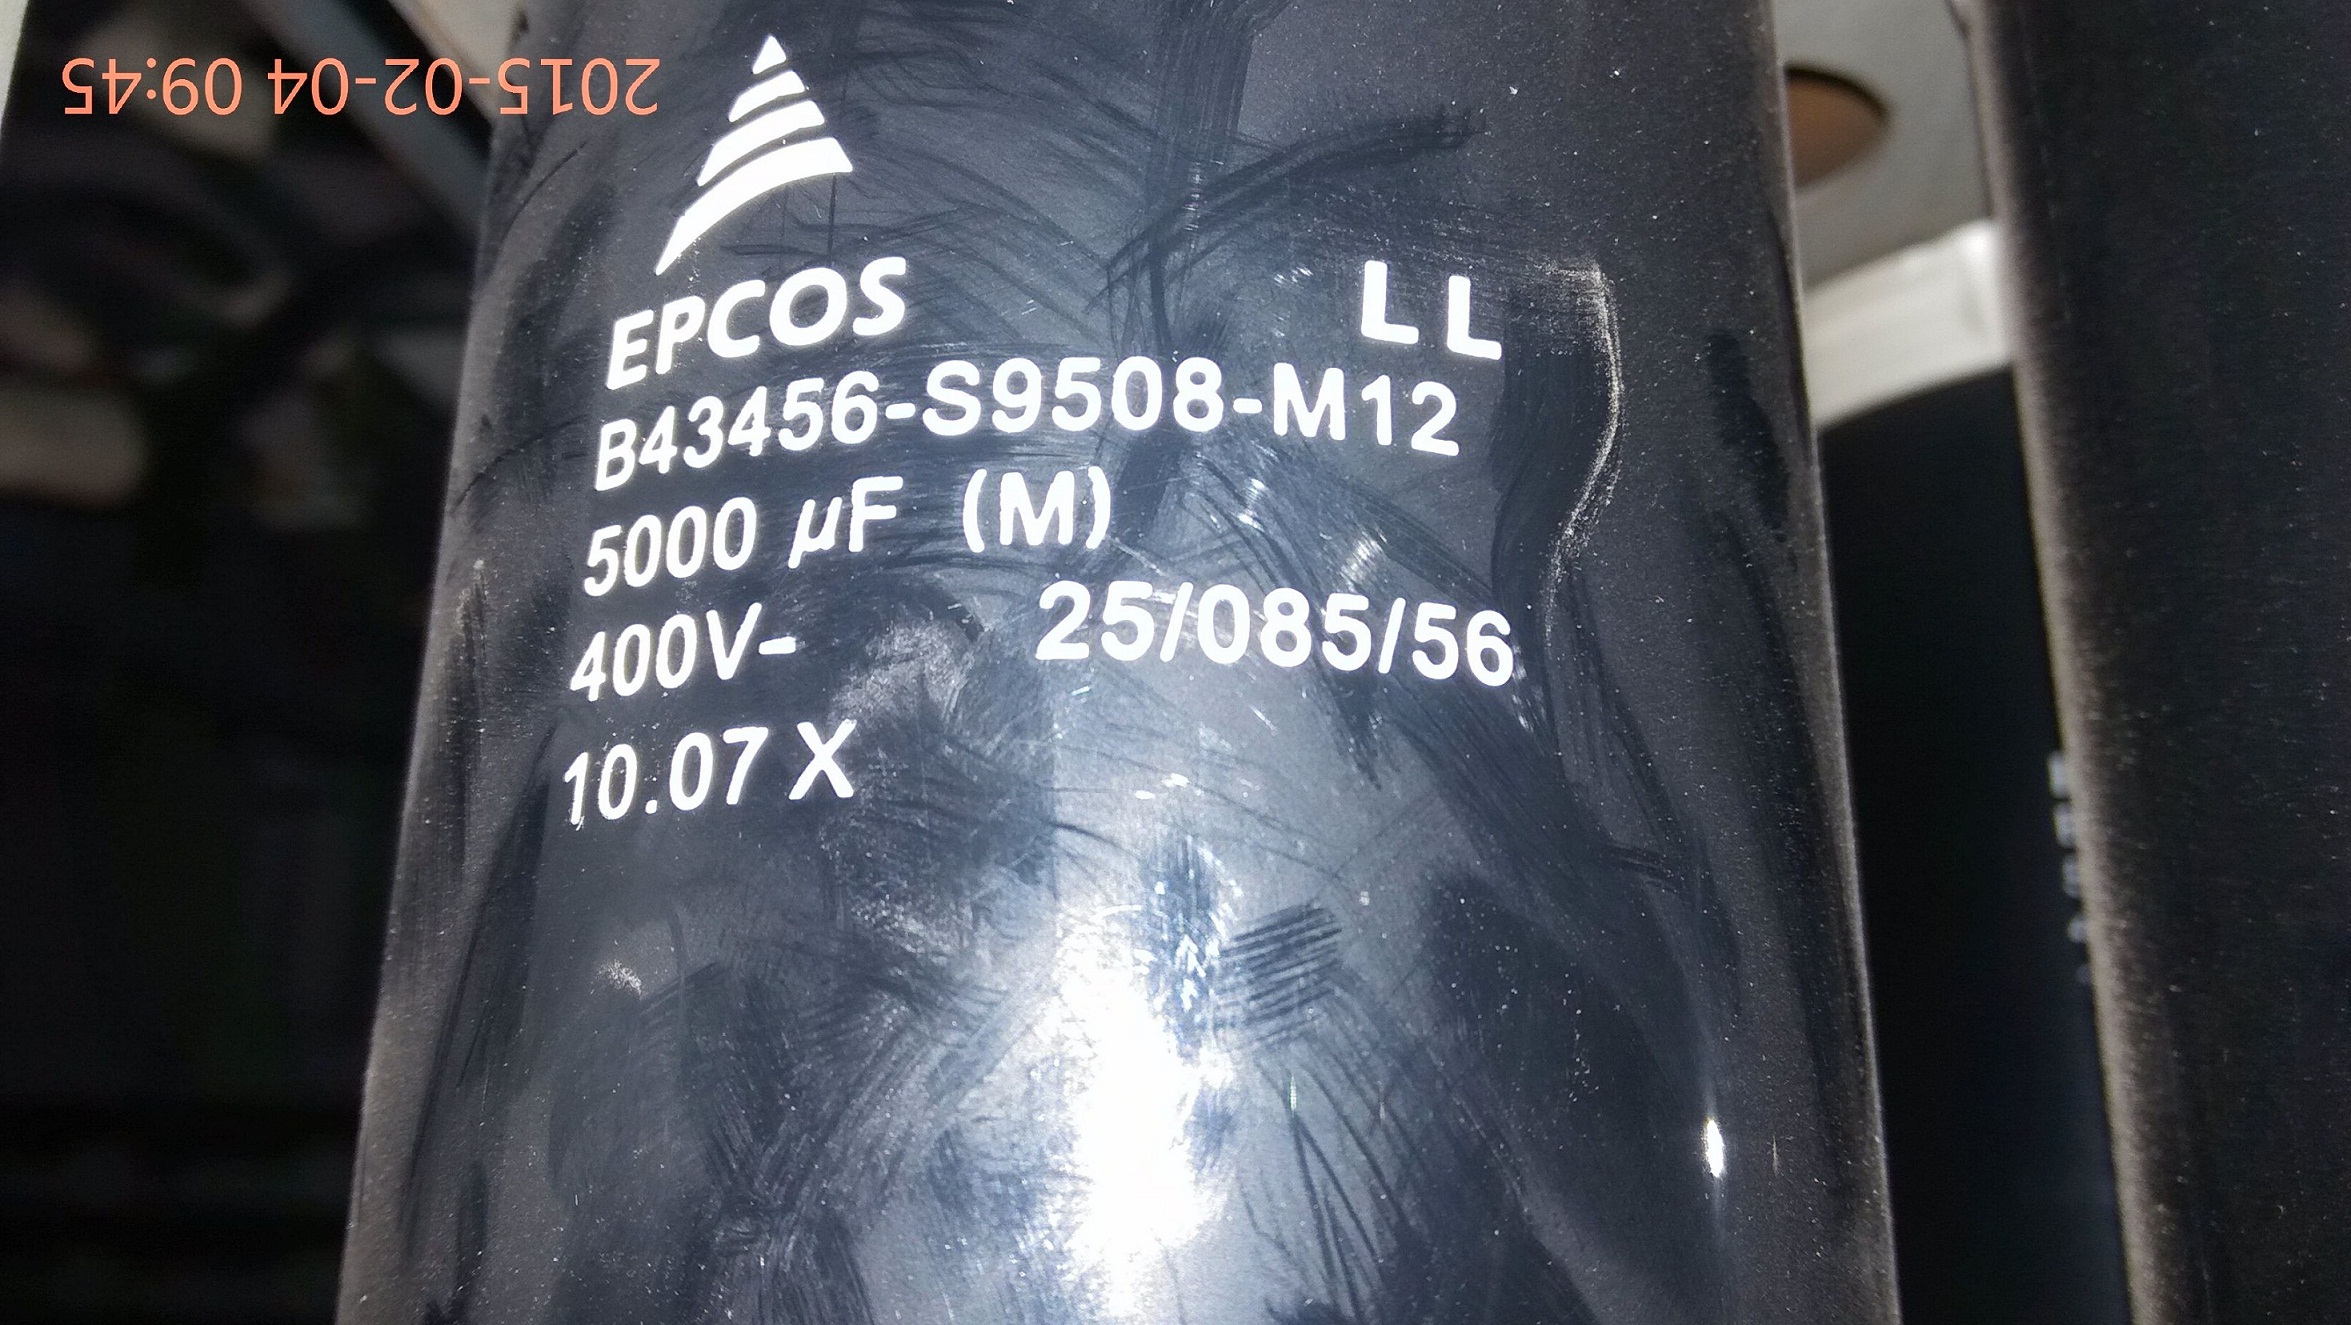 2015-02-04 09:45
EPCOS LL
B43456-S9508-M12
5000 µF (M)
400V- 25/085/56
10.07 X